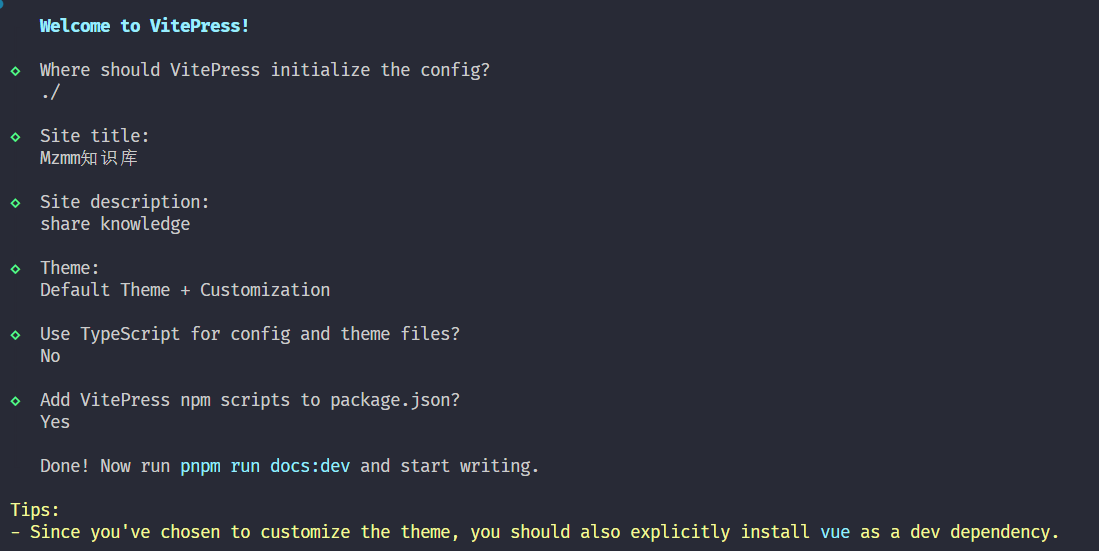 Welcome to VitePress!
◇ Where should VitePress initialize the config?
./
◇ Site title:
Mzmm知识库
◇ Site description:
share knowledge
◇ Theme:
Default Theme + Customization
◇ Use TypeScript for config and theme files?
No
◇ Add VitePress npm scripts to package.json?
Yes
Done! Now run pnpm run docs:dev and start writing.
Tips:
- Since you've chosen to customize the theme, you should also explicitly install vue as a dev dependency.